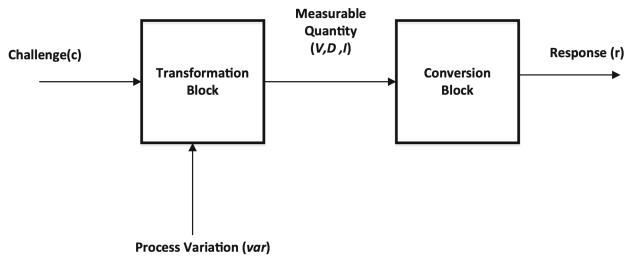 Measurable
Quantity
(V,D ,I)
Challenge(c)
Transformation
Block
Conversion
Block
Response (r)
Process Variation (var)